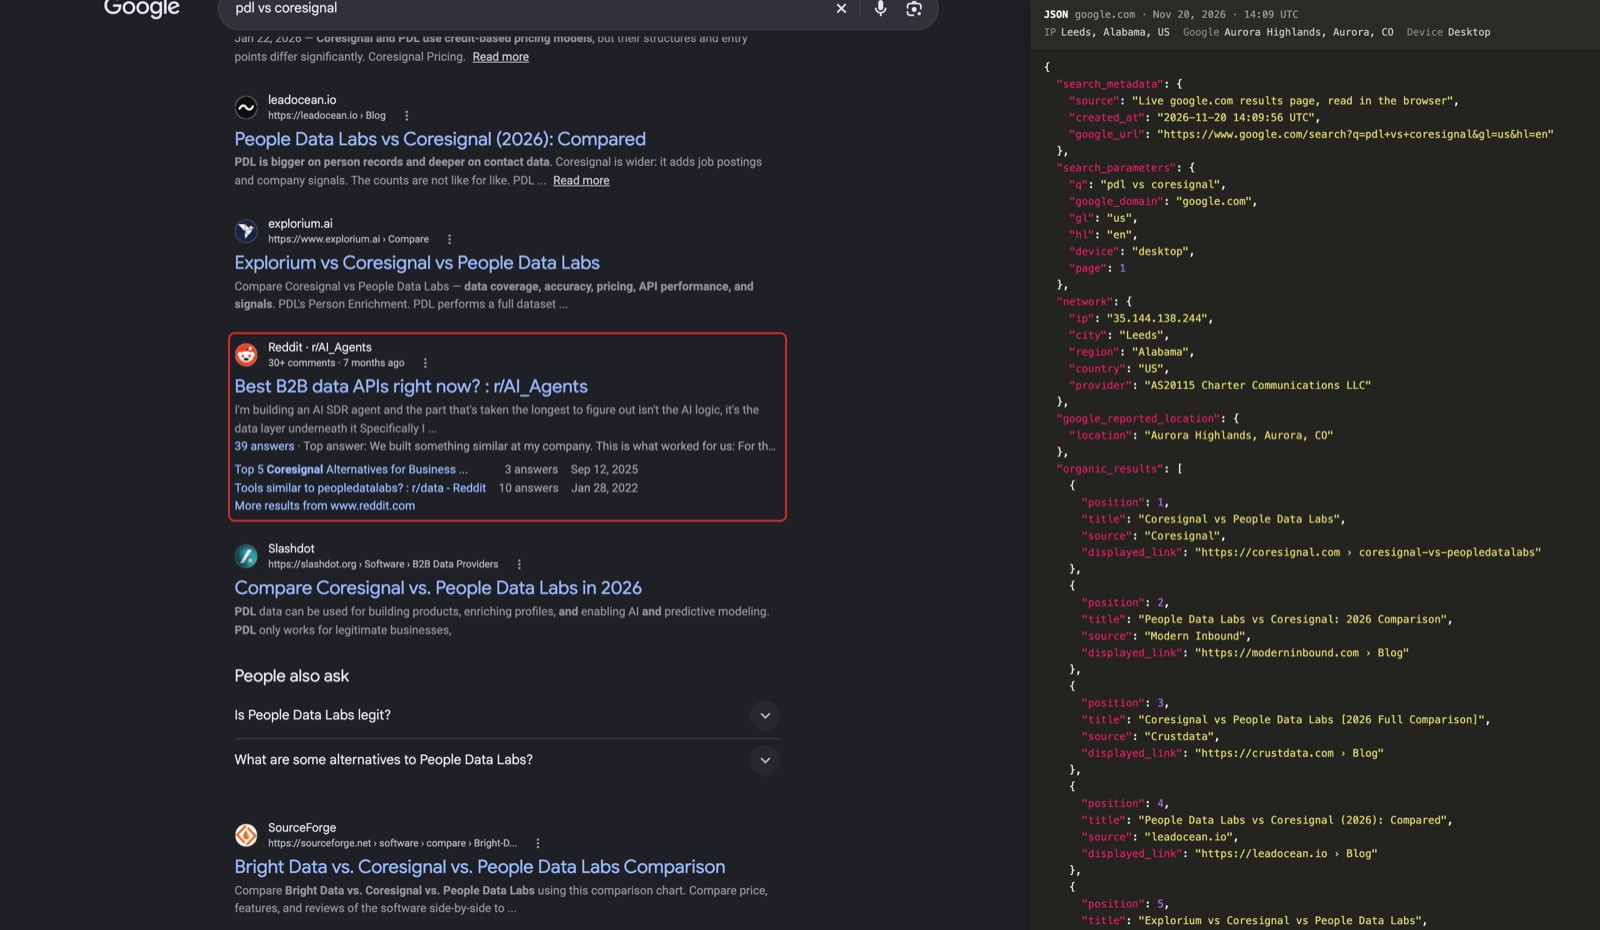 Google
pdl vs coresignal
Jan 22, 2026 — Coresignal and PDL use credit-based pricing models, but their structures and entry
points differ significantly. Coresignal Pricing. Read more
leadocean.io
https://leadocean.io › Blog
People Data Labs vs Coresignal (2026): Compared
PDL is bigger on person records and deeper on contact data. Coresignal is wider: it adds job postings
and company signals. The counts are not like for like. PDL ... Read more
explorium.ai
https://www.explorium.ai › Compare
Explorium vs Coresignal vs People Data Labs
Compare Coresignal vs People Data Labs — data coverage, accuracy, pricing, API performance, and
signals. PDL's Person Enrichment. PDL performs a full dataset ...
Reddit · r/AI_Agents
30+ comments · 7 months ago
Best B2B data APIs right now? : r/AI_Agents
I'm building an AI SDR agent and the part that's taken the longest to figure out isn't the AI logic, it's the
data layer underneath it Specifically I ...
39 answers · Top answer: We built something similar at my company. This is what worked for us: For th...
Top 5 Coresignal Alternatives for Business ... 3 answers Sep 12, 2025
Tools similar to peopledatalabs? : r/data - Reddit 10 answers Jan 28, 2022
More results from www.reddit.com
Slashdot
https://slashdot.org › Software › B2B Data Providers
Compare Coresignal vs. People Data Labs in 2026
PDL data can be used for building products, enriching profiles, and enabling AI and predictive modeling.
PDL only works for legitimate businesses,
People also ask
Is People Data Labs legit?
What are some alternatives to People Data Labs?
SourceForge
https://sourceforge.net › software › compare › Bright-D...
Bright Data vs. Coresignal vs. People Data Labs Comparison
Compare Bright Data vs. Coresignal vs. People Data Labs using this comparison chart. Compare price,
features, and reviews of the software side-by-side to ...
JSON google.com · Nov 20, 2026 · 14:09 UTC
IP Leeds, Alabama, US Google Aurora Highlands, Aurora, CO Device Desktop
{
"search_metadata": {
"source": "Live google.com results page, read in the browser",
"created_at": "2026-11-20 14:09:56 UTC",
"google_url": "https://www.google.com/search?q=pdl+vs+coresignal&gl=us&hl=en"
},
"search_parameters": {
"q": "pdl vs coresignal",
"google_domain": "google.com",
"gl": "us",
"hl": "en",
"device": "desktop",
"page": 1
},
"network": {
"ip": "35.144.138.244",
"city": "Leeds",
"region": "Alabama",
"country": "US",
"provider": "AS20115 Charter Communications LLC"
},
"google_reported_location": {
"location": "Aurora Highlands, Aurora, CO"
},
"organic_results": [
{
"position": 1,
"title": "Coresignal vs People Data Labs",
"source": "Coresignal",
"displayed_link": "https://coresignal.com › coresignal-vs-peopledatalabs"
},
{
"position": 2,
"title": "People Data Labs vs Coresignal: 2026 Comparison",
"source": "Modern Inbound",
"displayed_link": "https://moderninbound.com › Blog"
},
{
"position": 3,
"title": "Coresignal vs People Data Labs [2026 Full Comparison]",
"source": "Crustdata",
"displayed_link": "https://crustdata.com › Blog"
},
{
"position": 4,
"title": "People Data Labs vs Coresignal (2026): Compared",
"source": "leadocean.io",
"displayed_link": "https://leadocean.io › Blog"
},
{
"position": 5,
"title": "Explorium vs Coresignal vs People Data Labs",